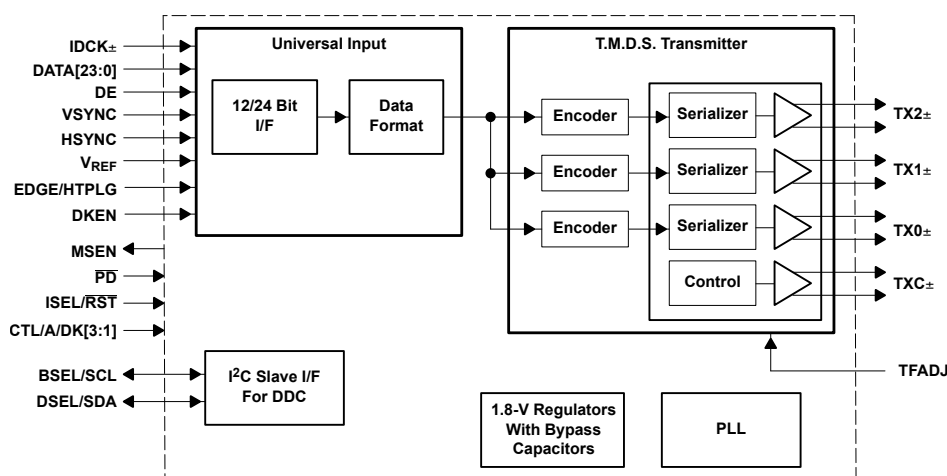 Universal Input
T.M.D.S. Transmitter
IDCK±
DATA[23:0]
DE
VSYNC
HSYNC
VREF
EDGE/HTPLG
DKEN
MSEN
PD
ISEL/RST
CTL/A/DK[3:1]
BSEL/SCL
DSEL/SDA
12/24 Bit
I/F
Data
Format
Encoder
Serializer
TX2±
Encoder
Serializer
TX1±
Encoder
Serializer
TX0±
Control
TXC±
TFADJ
I²C Slave I/F
For DDC
1.8-V Regulators
With Bypass
Capacitors
PLL